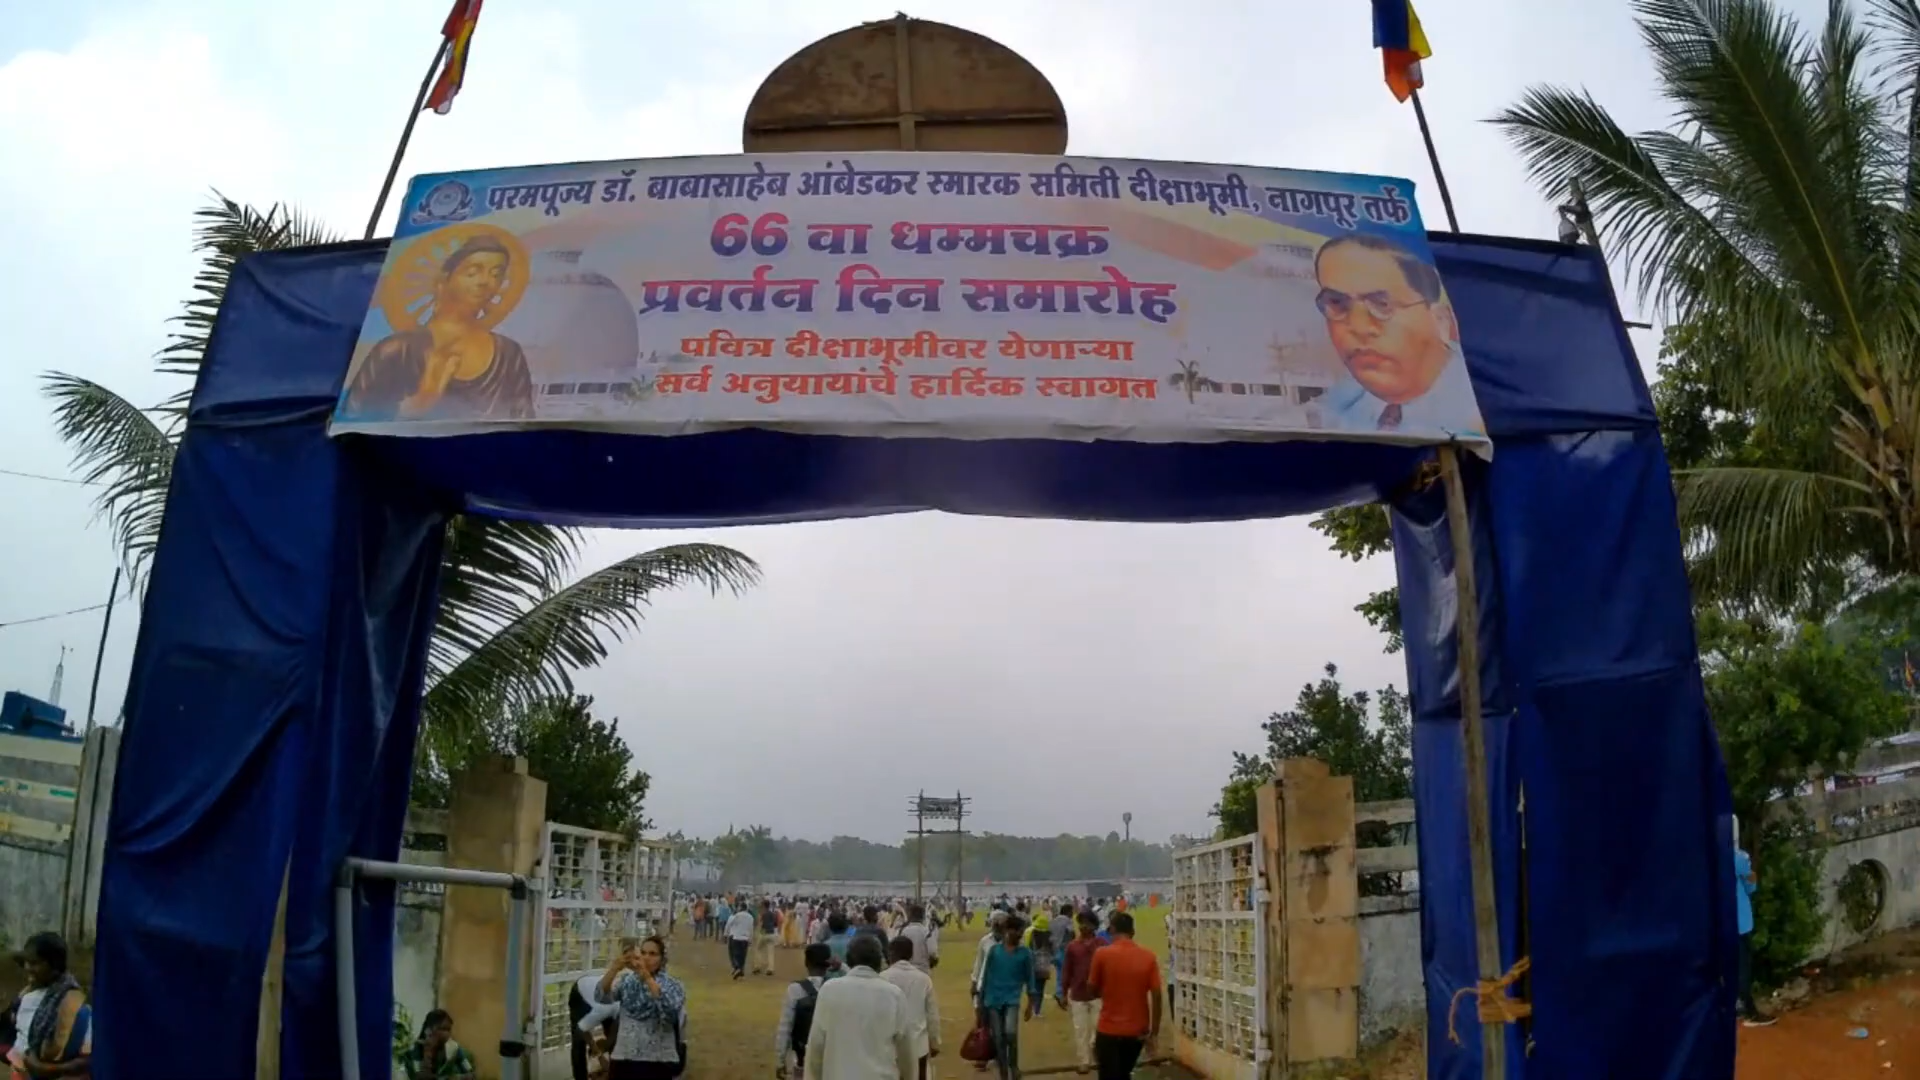 परमपूज्य डॉ. बाबासाहेब आंबेडकर स्मारक समिती दीक्षाभूमी, नागपूर तर्फे
66 वा धम्मचक्र
प्रवर्तन दिन समारोह
पवित्र दीक्षाभूमीवर येणाऱ्या
सर्व अनुयायांचे हार्दिक स्वागत